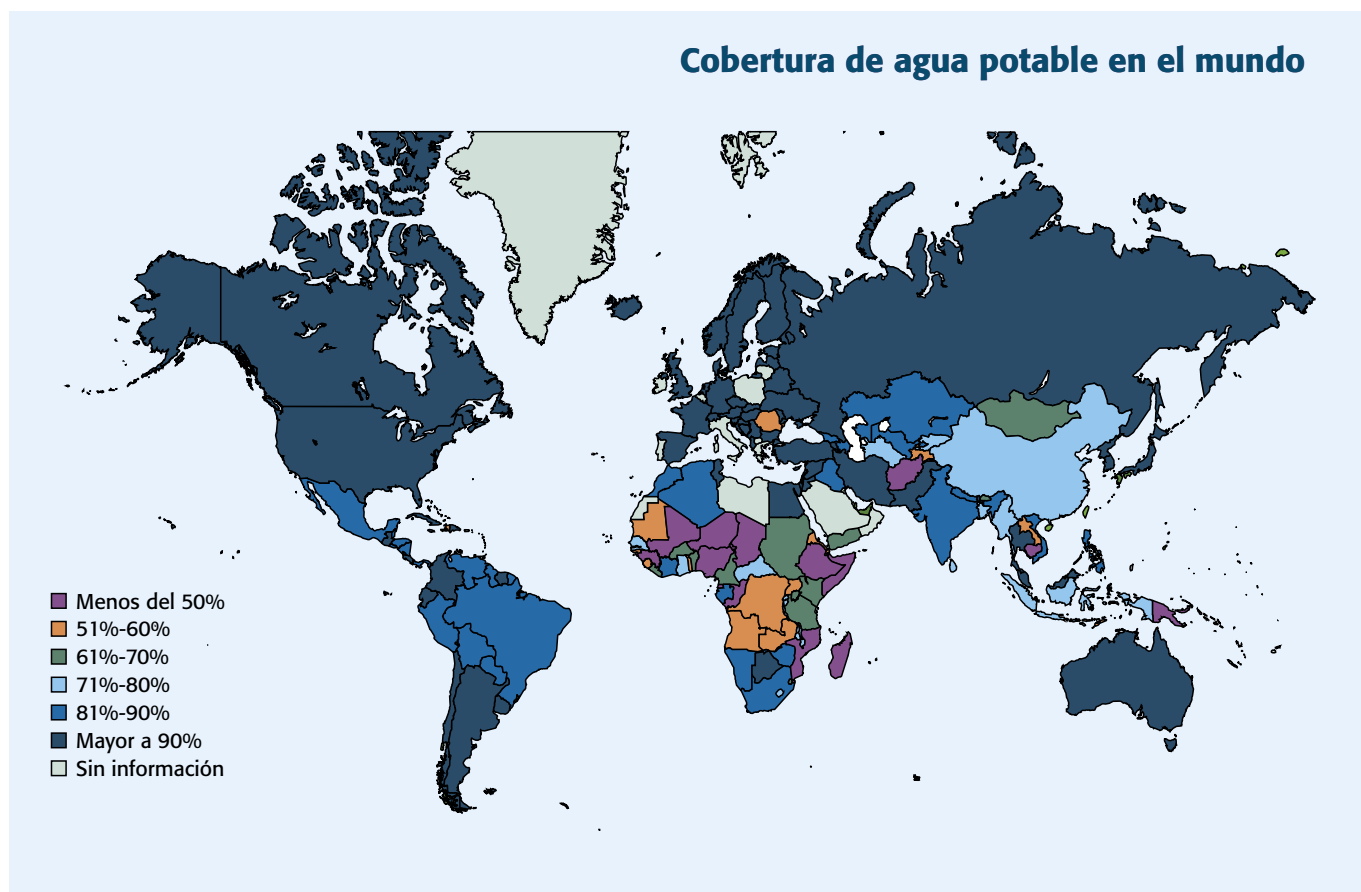 Cobertura de agua potable en el mundo
Menos del 50%
51%-60%
61%-70%
71%-80%
81%-90%
Mayor a 90%
Sin información